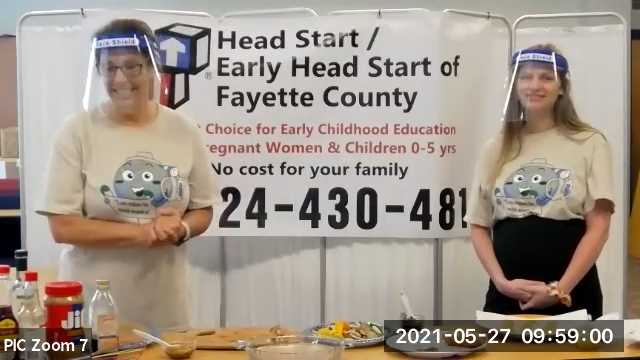 Head Start /
Early Head Start of
Fayette County
®
Choice for Early Childhood Education
regnant Women & Children 0-5 yrs
No cost for your family
24-430-481
Face Shield
Face Shield
Jif
PIC Zoom 7
2021-05-27 09:59:00